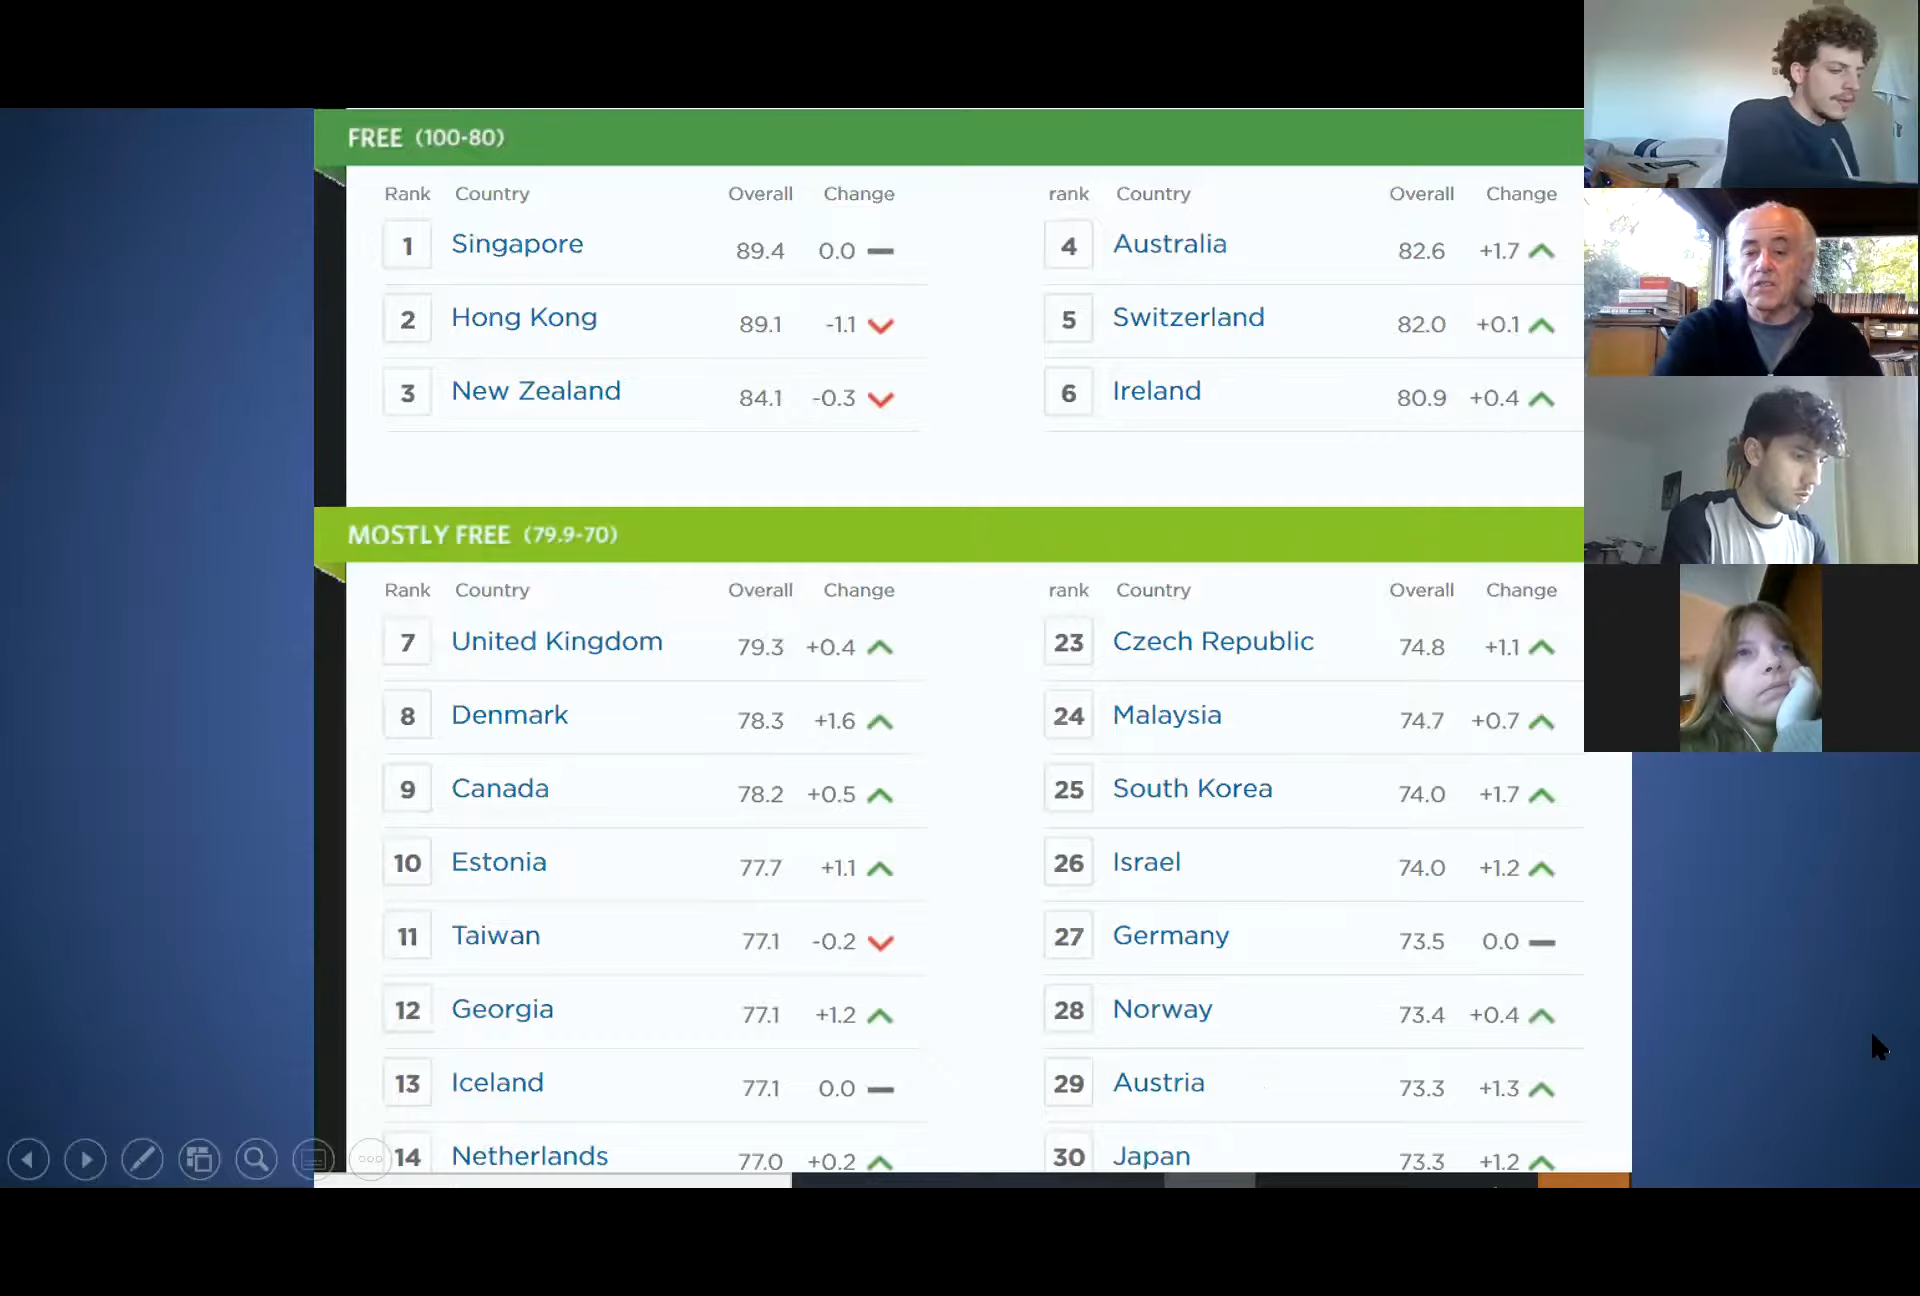 FREE (100-80)
Rank Country Overall Change
1 Singapore 89.4 0.0
2 Hong Kong 89.1 -1.1
3 New Zealand 84.1 -0.3
rank Country Overall Change
4 Australia 82.6 +1.7
5 Switzerland 82.0 +0.1
6 Ireland 80.9 +0.4
MOSTLY FREE (79.9-70)
Rank Country Overall Change
7 United Kingdom 79.3 +0.4
8 Denmark 78.3 +1.6
9 Canada 78.2 +0.5
10 Estonia 77.7 +1.1
11 Taiwan 77.1 -0.2
12 Georgia 77.1 +1.2
13 Iceland 77.1 0.0
14 Netherlands 77.0 +0.2
rank Country Overall Change
23 Czech Republic 74.8 +1.1
24 Malaysia 74.7 +0.7
25 South Korea 74.0 +1.7
26 Israel 74.0 +1.2
27 Germany 73.5 0.0
28 Norway 73.4 +0.4
29 Austria 73.3 +1.3
30 Japan 73.3 +1.2